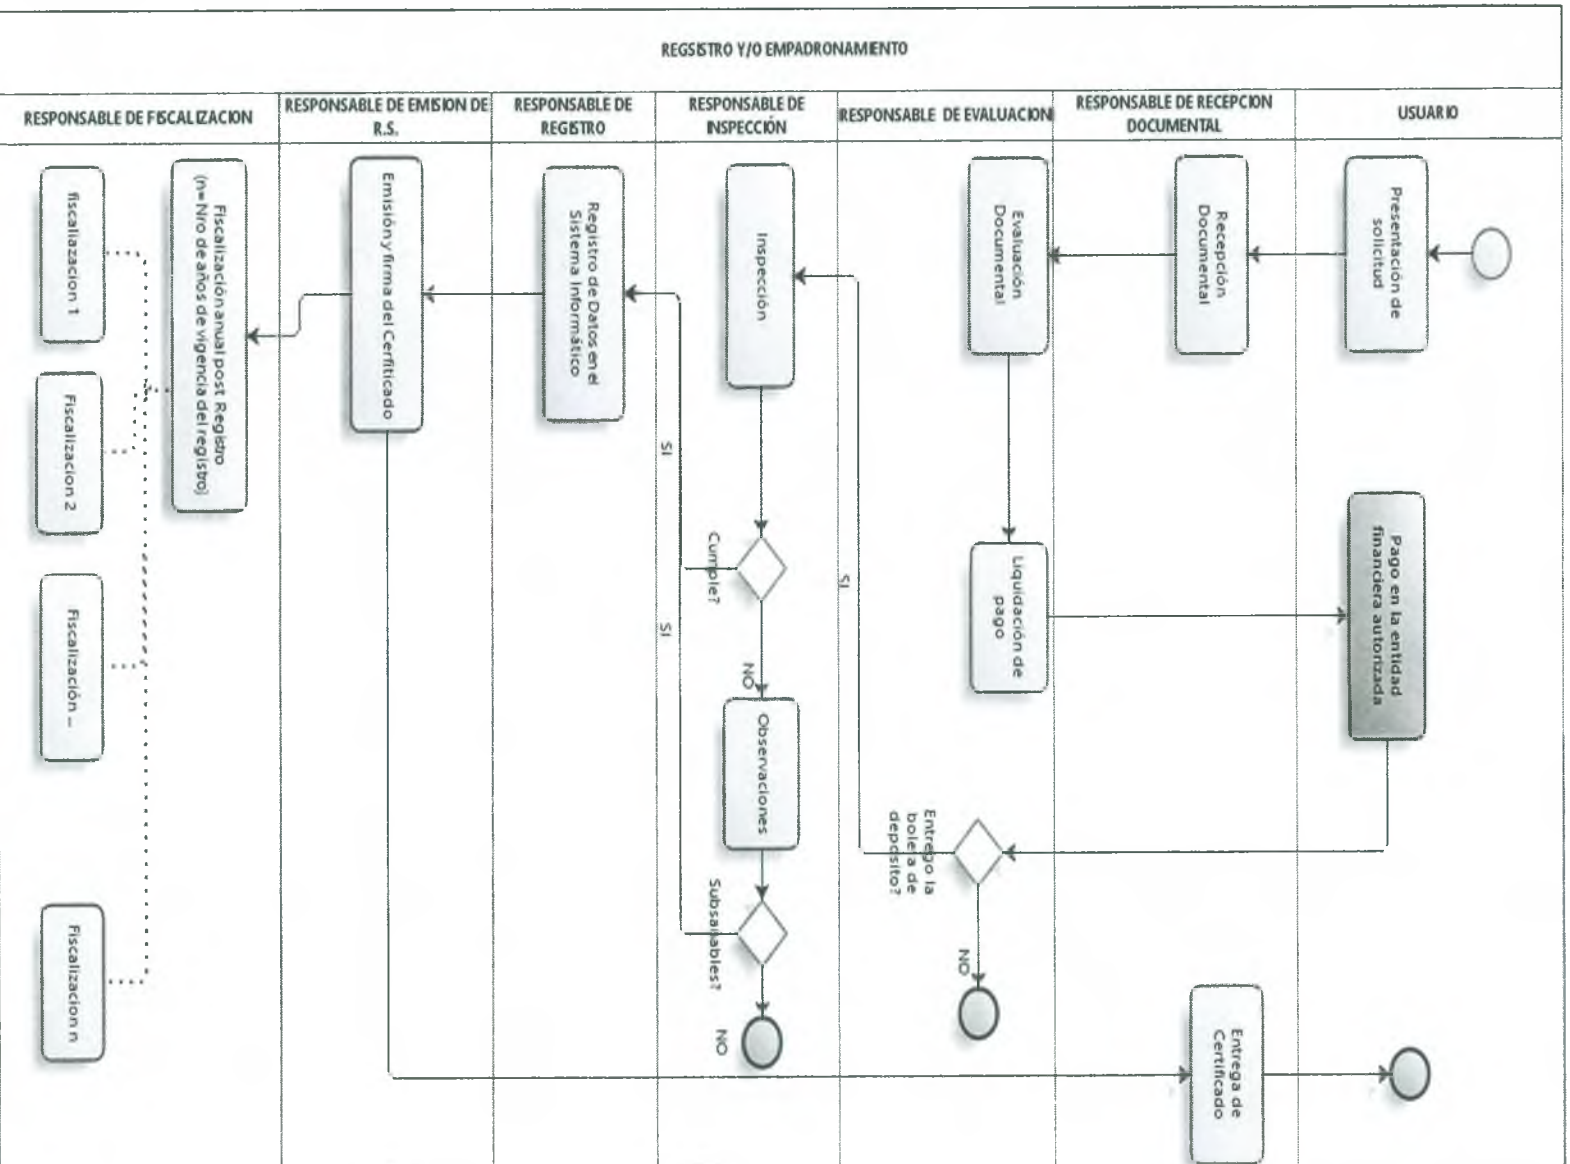 REGSISTRO Y/O EMPADRONAMIENTO
RESPONSABLE DE FISCALIZACION
RESPONSABLE DE EMISION DE
R.S.
RESPONSABLE DE
REGISTRO
RESPONSABLE DE
INSPECCIÓN
RESPONSABLE DE EVALUACION
RESPONSABLE DE RECEPCION
DOCUMENTAL
USUARIO
Presentación de
solicitud
Recepción
Documental
Evaluación
Documental
Liquidación de
pago
Pago en la entidad
financiera autorizada
Entrego la
boleta de
deposito?
SI
NO
Inspección
Cumple?
SI
NO
Observaciones
Subsanables?
SI
NO
Registro de Datos en el
Sistema Informático
Emisión y firma del Cerfiticado
Entrega de
Certificado
Fiscalización anual post Registro
(n= Nro de años de vigencia del registro)
fiscaliazacion 1
Fiscalizacion 2
Fiscalización ...
Fiscalizacion n